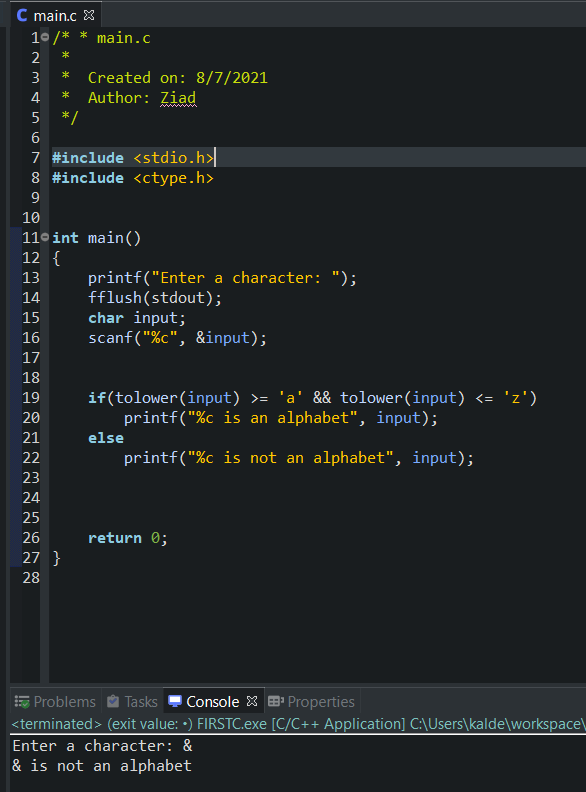 main.c
1 /* * main.c
2  *
3  *  Created on: 8/7/2021
4  *  Author: Ziad
5  */
6
7 #include <stdio.h>
8 #include <ctype.h>
9
10
11 int main()
12 {
13     printf("Enter a character: ");
14     fflush(stdout);
15     char input;
16     scanf("%c", &input);
17
18
19     if(tolower(input) >= 'a' && tolower(input) <= 'z')
20         printf("%c is an alphabet", input);
21     else
22         printf("%c is not an alphabet", input);
23
24
25
26     return 0;
27 }
28
Problems Tasks Console Properties
<terminated> (exit value: •) FIRSTC.exe [C/C++ Application] C:\Users\kalde\workspace\
Enter a character: &
& is not an alphabet